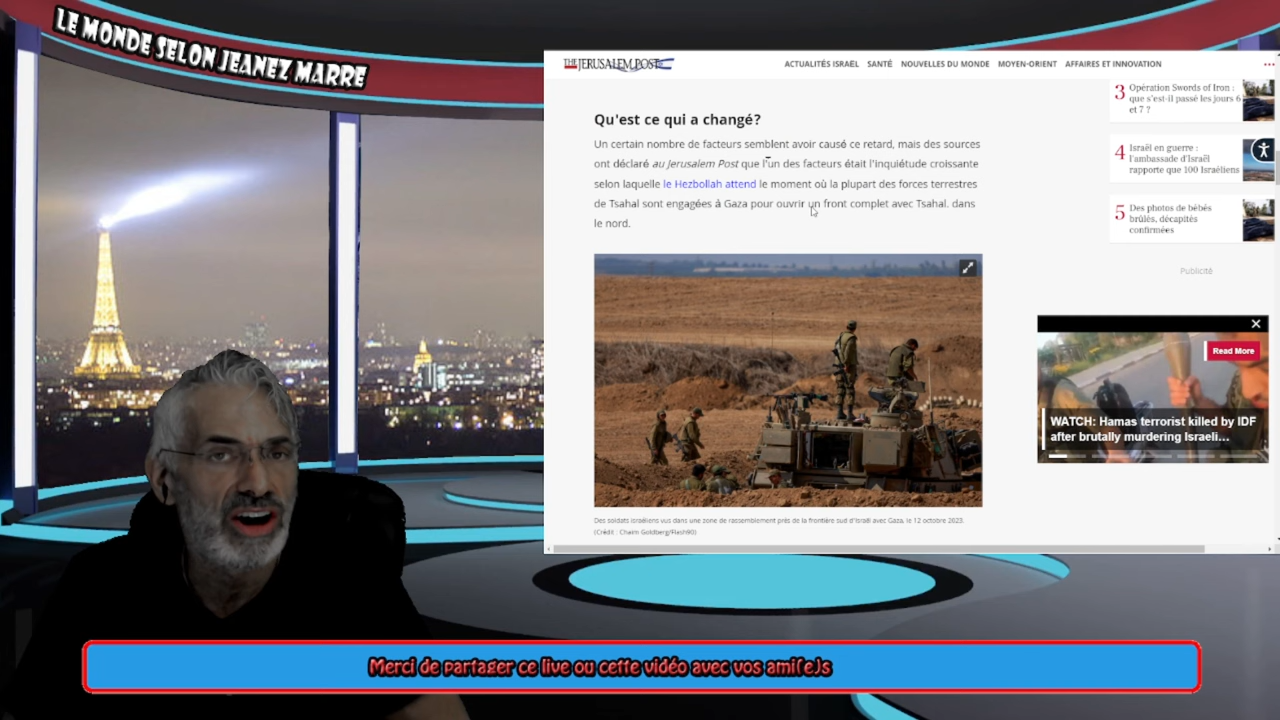 LE MONDE SELON JEANEZ MARRE
THE JERUSALEM POST
ACTUALITÉS ISRAËL SANTÉ NOUVELLES DU MONDE MOYEN-ORIENT AFFAIRES ET INNOVATION
Qu'est ce qui a changé?
Un certain nombre de facteurs semblent avoir causé ce retard, mais des sources
ont déclaré au Jerusalem Post que l'un des facteurs était l'inquiétude croissante
selon laquelle le Hezbollah attend le moment où la plupart des forces terrestres
de Tsahal sont engagées à Gaza pour ouvrir un front complet avec Tsahal. dans
le nord.
Des soldats israéliens vus dans une zone de rassemblement près de la frontière sud d'Israël avec Gaza, le 12 octobre 2023.
(Crédit : Chaim Goldberg/Flash90)
3 Opération Swords of Iron :
que s'est-il passé les jours 6
et 7 ?
4 Israël en guerre :
l'ambassade d'Israël
rapporte que 100 Israéliens
5 Des photos de bébés
brûlés, décapités
confirmées
Publicité
Read More
WATCH: Hamas terrorist killed by IDF
after brutally murdering Israeli...
Merci de partager ce live ou cette vidéo avec vos ami(e)s